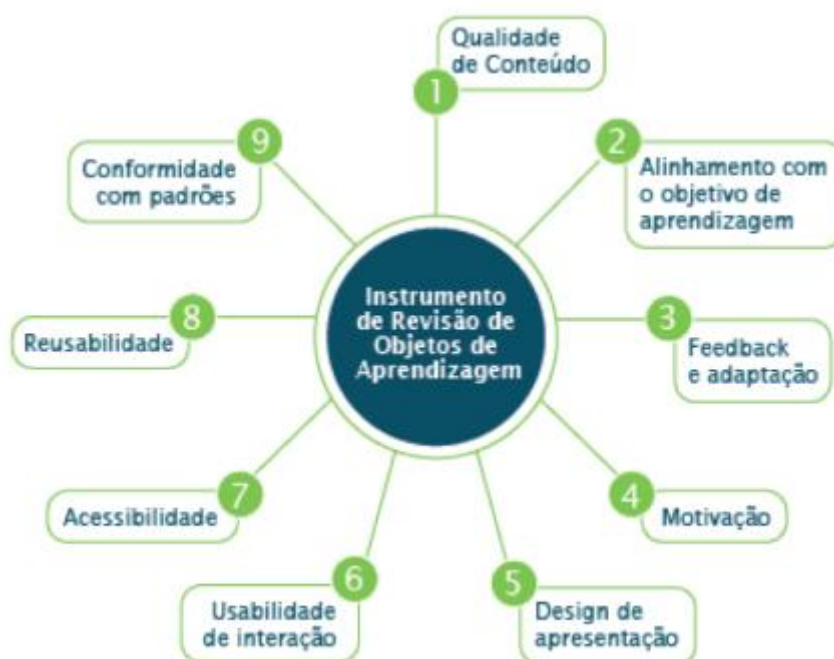 Instrumento
de Revisão de
Objetos de
Aprendizagem
1
Qualidade
de Conteúdo
2
Alinhamento com
o objetivo de
aprendizagem
3
Feedback
e adaptação
4
Motivação
5
Design de
apresentação
6
Usabilidade
de interação
7
Acessibilidade
8
Reusabilidade
9
Conformidade
com padrões